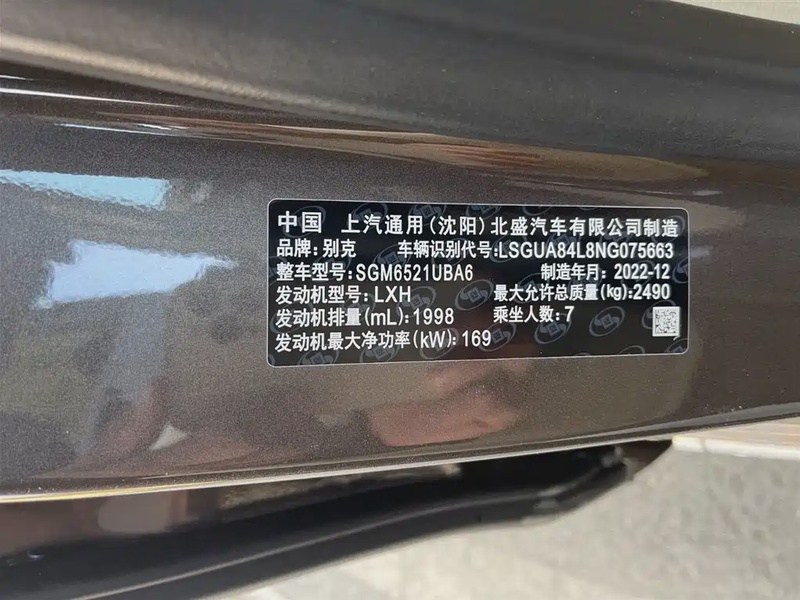 中国 上汽通用(沈阳)北盛汽车有限公司制造
品牌:别克 车辆识别代号:LSGUA84L8NG075663
整车型号:SGM6521UBA6 制造年月:2022-12
发动机型号:LXH 最大允许总质量(kg):2490
发动机排量(mL):1998 乘坐人数:7
发动机最大净功率(kW):169